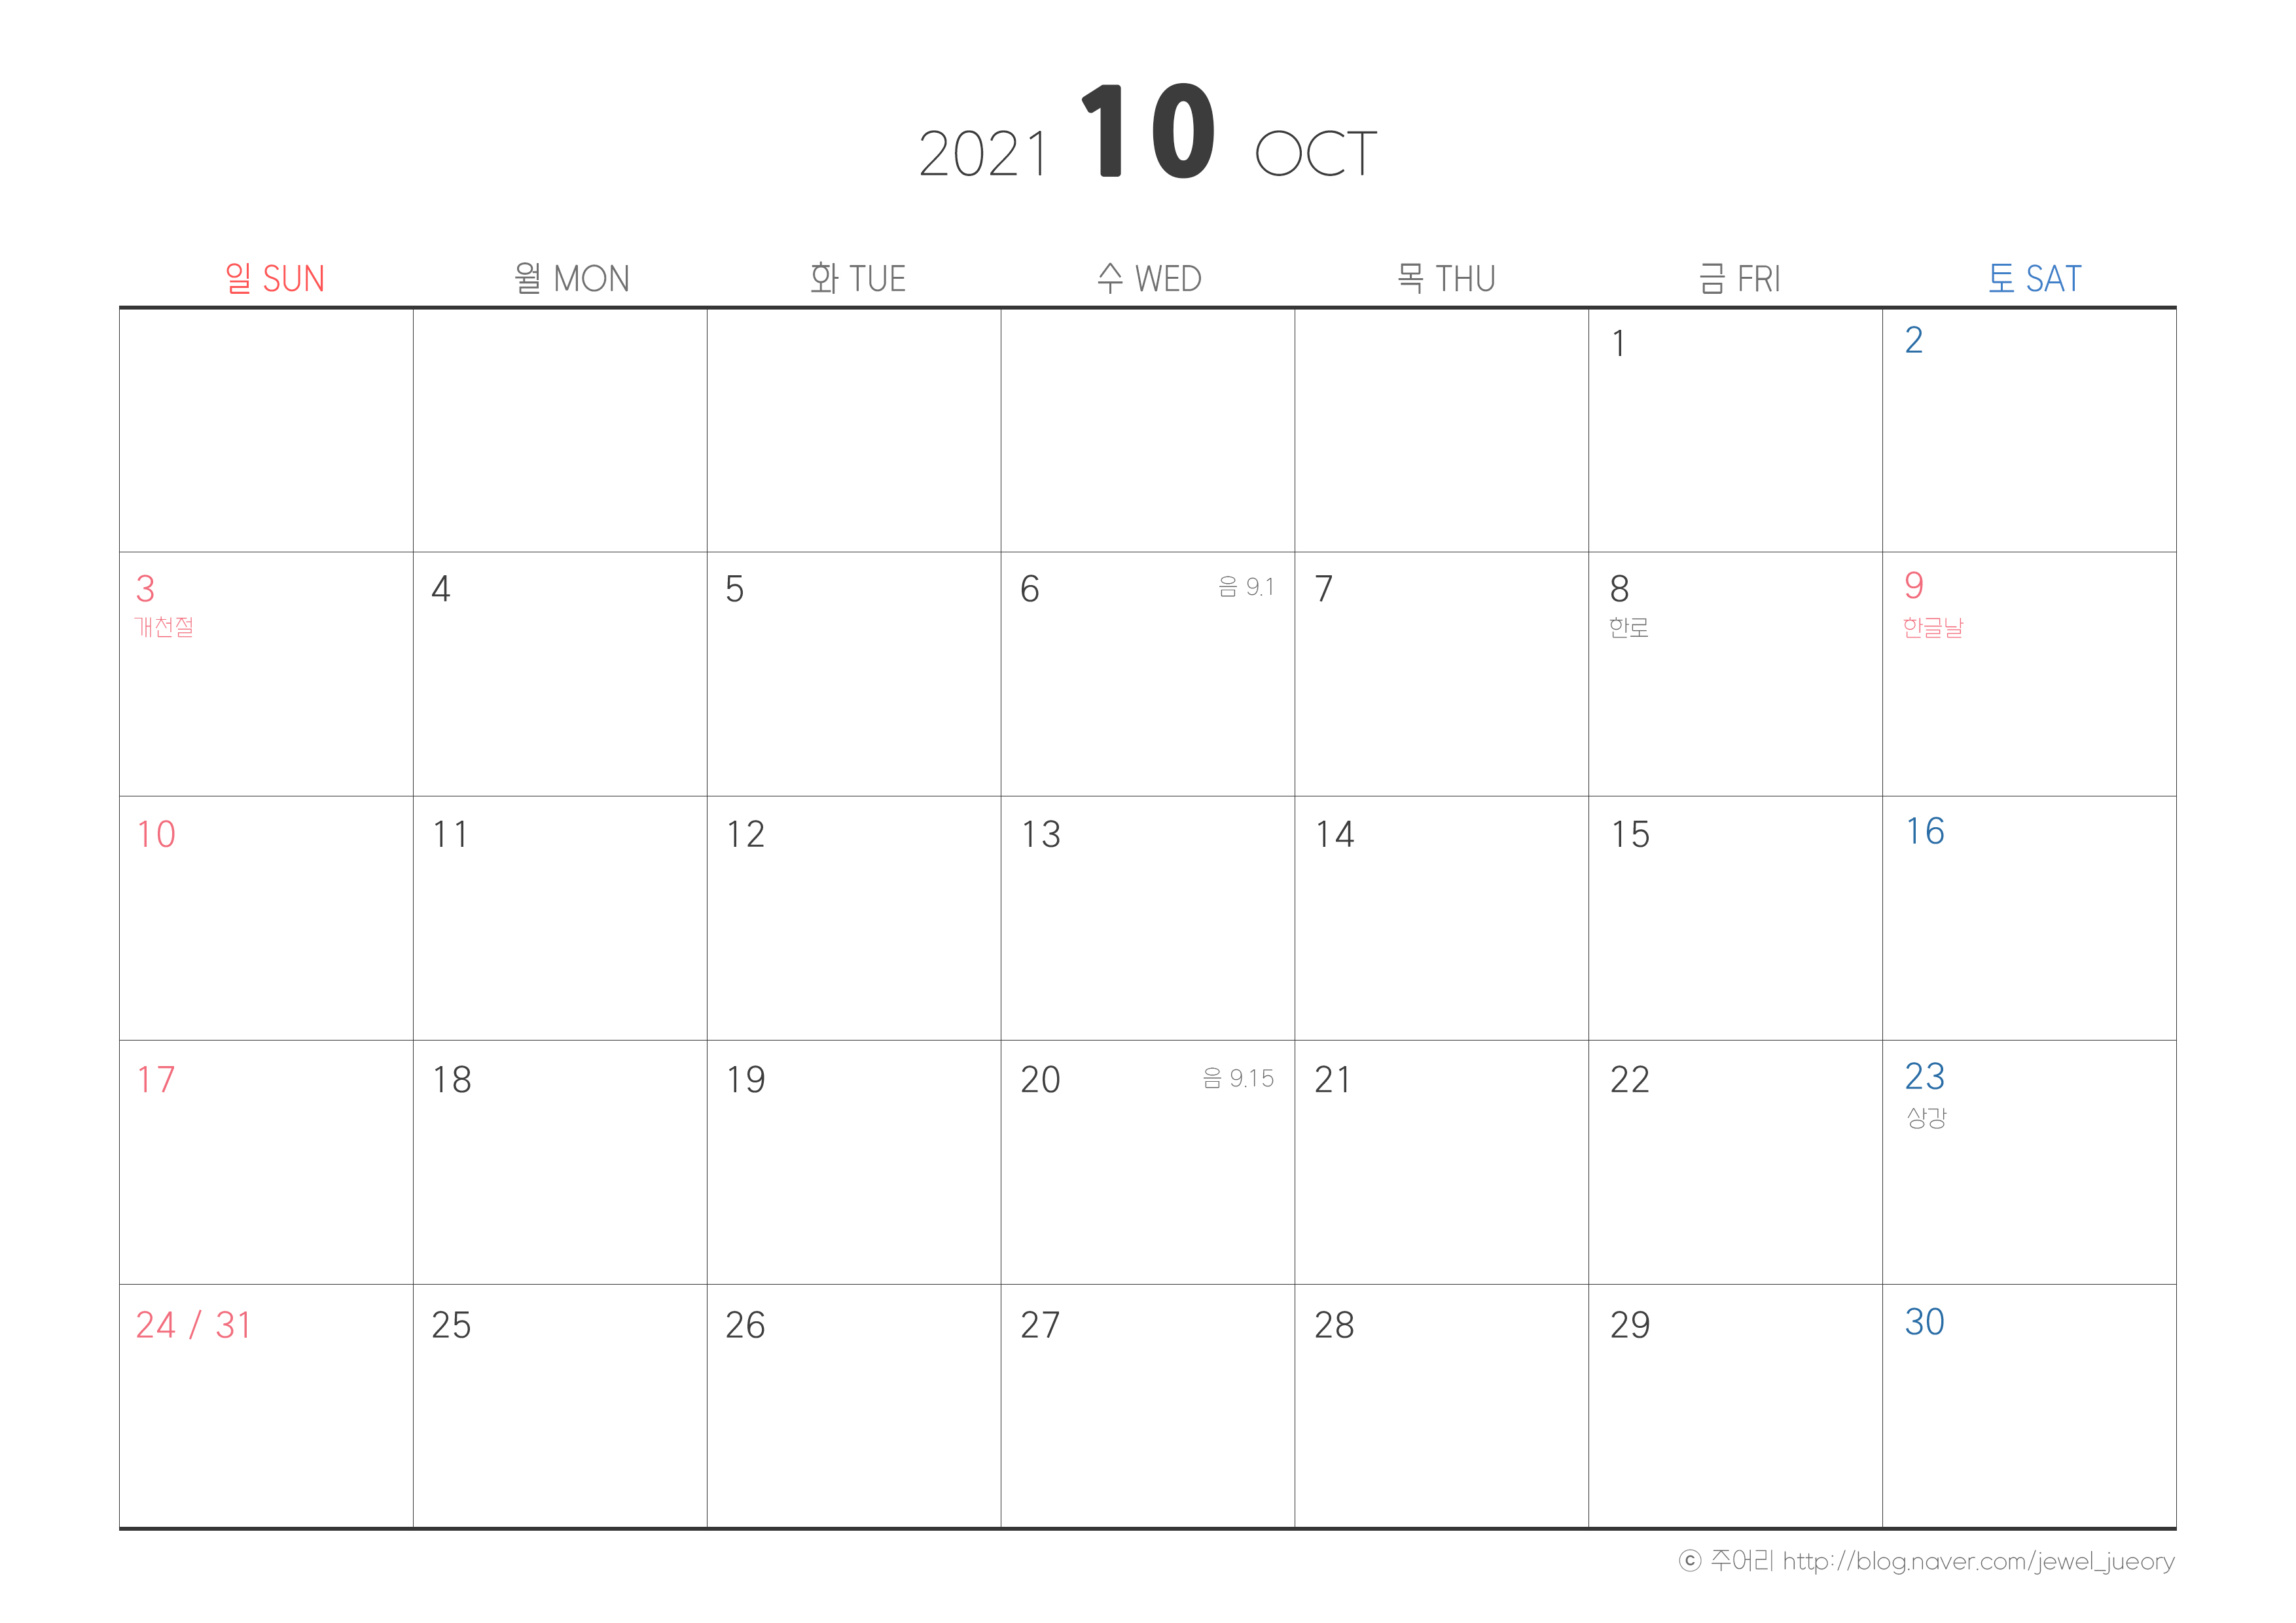 2021 10 OCT
일 SUN 월 MON 화 TUE 수 WED 목 THU 금 FRI 토 SAT
1 2
3 4 5 6 음 9.1 7 8 9
개천절 한로 한글날
10 11 12 13 14 15 16
17 18 19 20 음 9.15 21 22 23
상강
24 / 31 25 26 27 28 29 30
ⓒ 주어리 http://blog.naver.com/jewel_jueory